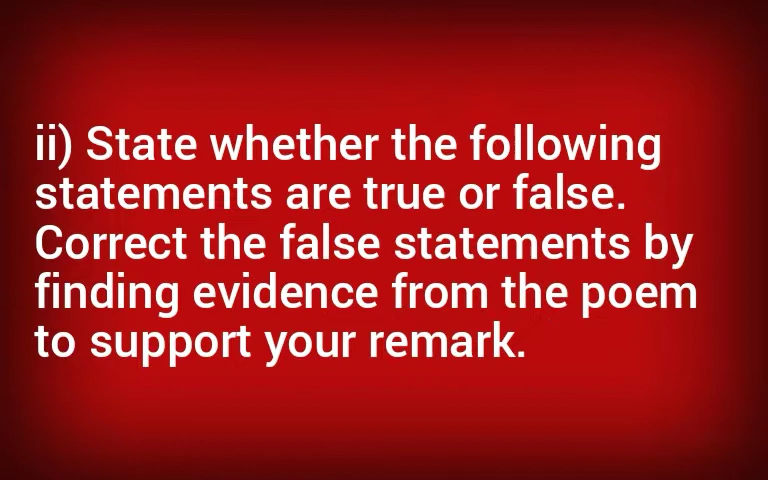 ii) State whether the following
statements are true or false.
Correct the false statements by
finding evidence from the poem
to support your remark.